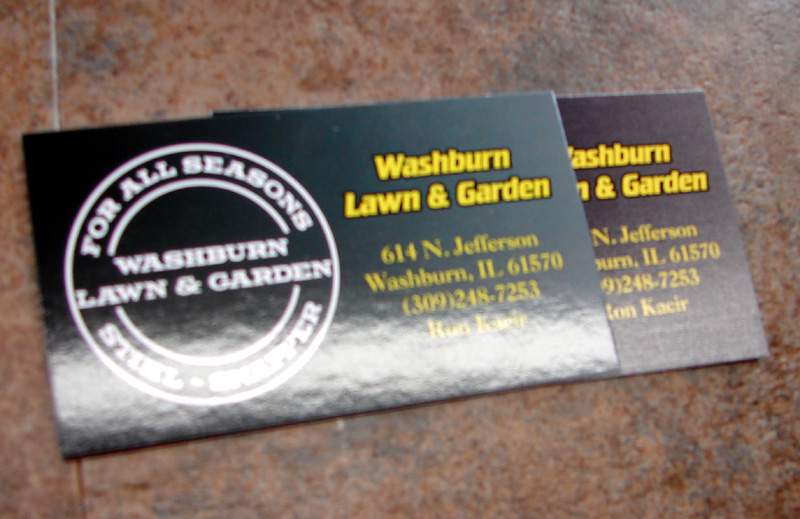 FOR ALL SEASONS
WASHBURN
LAWN & GARDEN
STIHL • SNAPPER
Washburn
Lawn & Garden
614 N. Jefferson
Washburn, IL 61570
(309)248-7253
Ron Kacir
Washburn
& Garden
N. Jefferson
IL 61570
9)248-7253
Ron Kacir